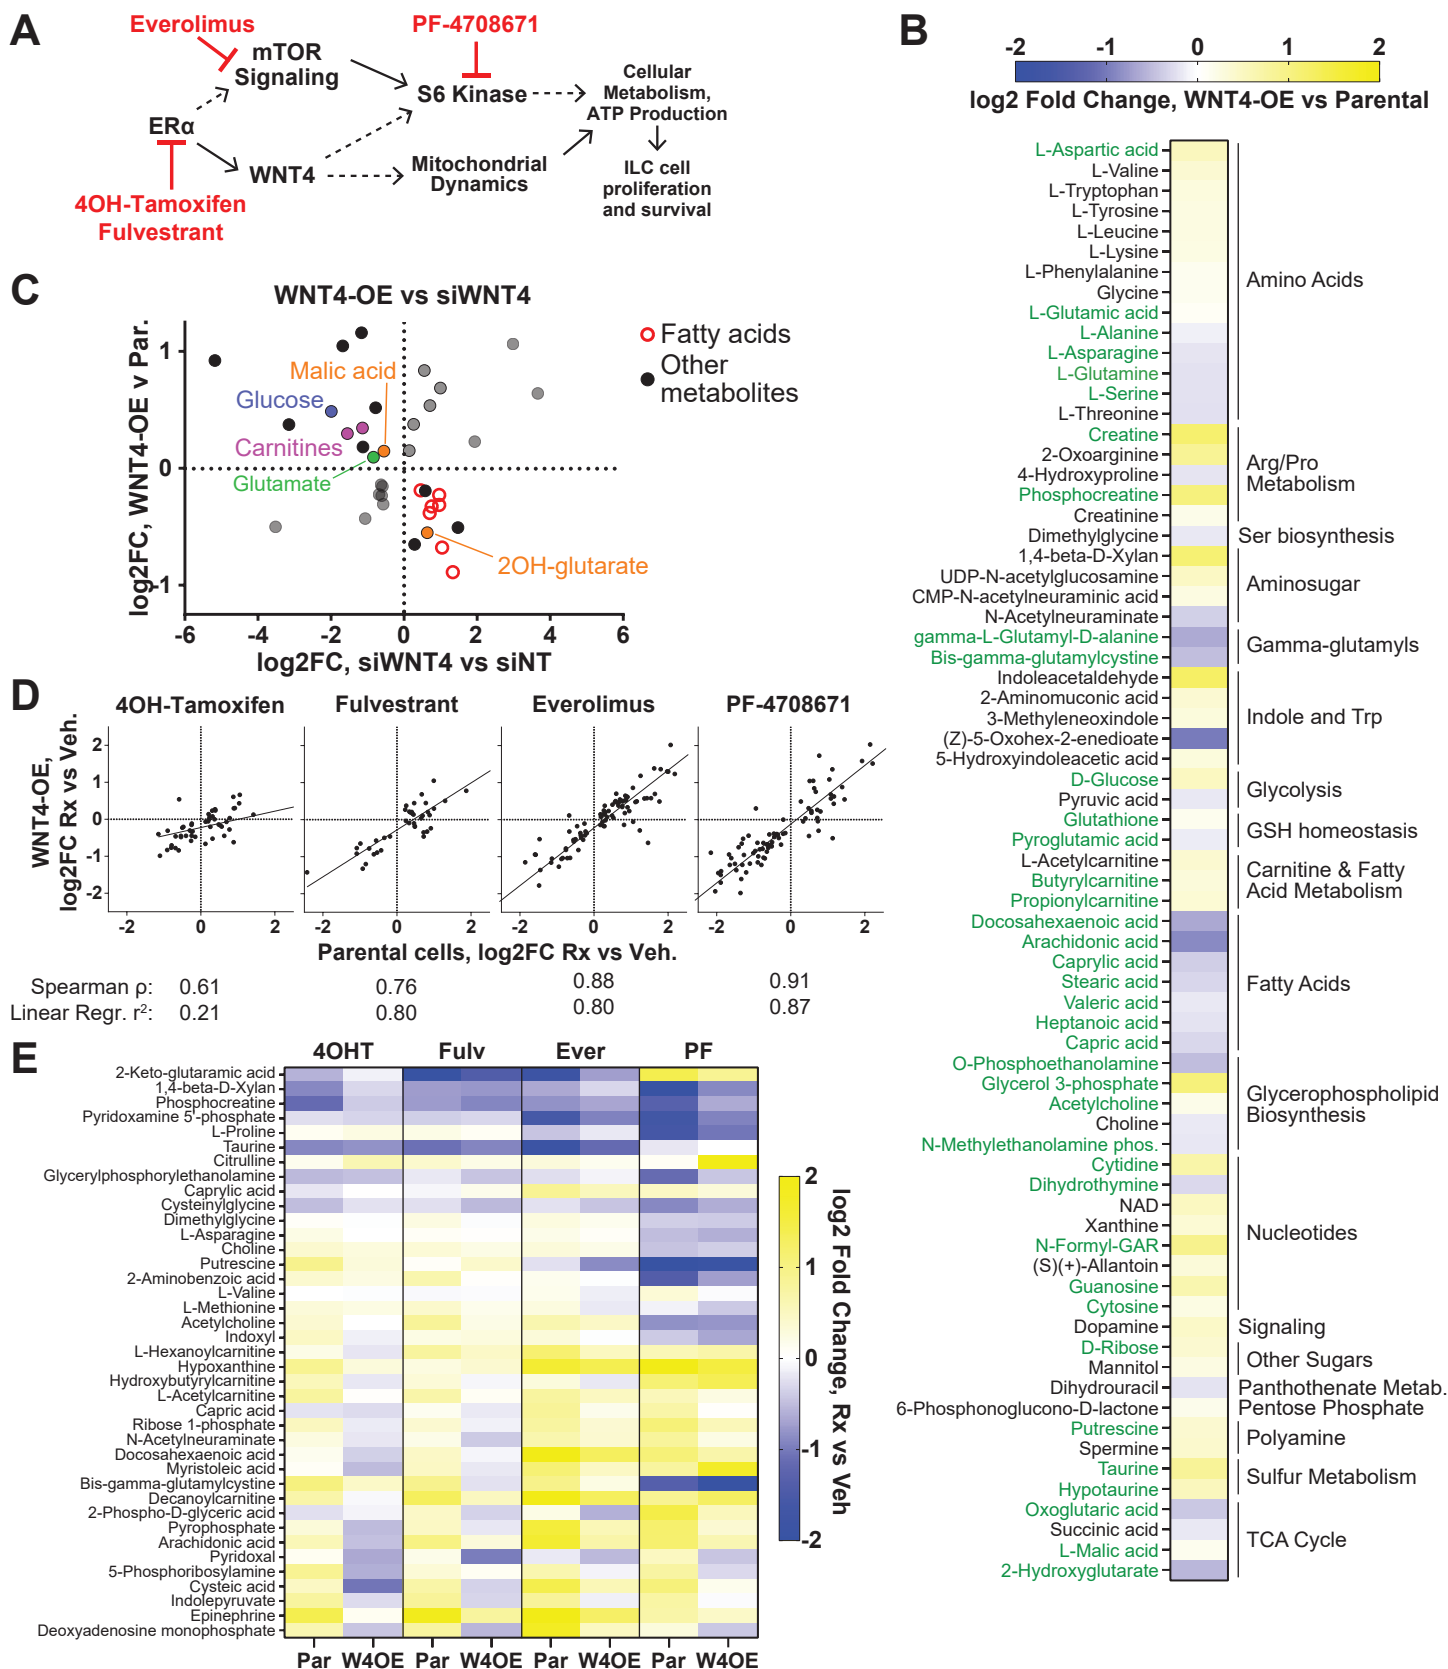 A
Everolimus
PF-4708671
mTOR
Signaling
S6 Kinase
Cellular
Metabolism,
ATP Production
ERα
WNT4
Mitochondrial
Dynamics
ILC cell
proliferation
and survival
4OH-Tamoxifen
Fulvestrant
B
-2 -1 0 1 2
log2 Fold Change, WNT4-OE vs Parental
L-Aspartic acid
L-Valine
L-Tryptophan
L-Tyrosine
L-Leucine
L-Lysine
L-Phenylalanine
Glycine
L-Glutamic acid
L-Alanine
L-Asparagine
L-Glutamine
L-Serine
L-Threonine
Amino Acids
Creatine
2-Oxoarginine
4-Hydroxyproline
Phosphocreatine
Creatinine
Arg/Pro
Metabolism
Dimethylglycine
Ser biosynthesis
1,4-beta-D-Xylan
UDP-N-acetylglucosamine
CMP-N-acetylneuraminic acid
N-Acetylneuraminate
Aminosugar
gamma-L-Glutamyl-D-alanine
Bis-gamma-glutamylcystine
Gamma-glutamyls
Indoleacetaldehyde
2-Aminomuconic acid
3-Methyleneoxindole
(Z)-5-Oxohex-2-enedioate
5-Hydroxyindoleacetic acid
Indole and Trp
D-Glucose
Pyruvic acid
Glycolysis
Glutathione
Pyroglutamic acid
GSH homeostasis
L-Acetylcarnitine
Butyrylcarnitine
Propionylcarnitine
Carnitine & Fatty
Acid Metabolism
Docosahexaenoic acid
Arachidonic acid
Caprylic acid
Stearic acid
Valeric acid
Heptanoic acid
Capric acid
Fatty Acids
O-Phosphoethanolamine
Glycerol 3-phosphate
Acetylcholine
Choline
N-Methylethanolamine phos.
Glycerophospholipid
Biosynthesis
Cytidine
Dihydrothymine
NAD
Xanthine
N-Formyl-GAR
(S)(+)-Allantoin
Guanosine
Cytosine
Nucleotides
Dopamine
Signaling
D-Ribose
Mannitol
Other Sugars
Dihydrouracil
Panthothenate Metab.
6-Phosphonoglucono-D-lactone
Pentose Phosphate
Putrescine
Spermine
Polyamine
Taurine
Hypotaurine
Sulfur Metabolism
Oxoglutaric acid
Succinic acid
L-Malic acid
2-Hydroxyglutarate
TCA Cycle
C
WNT4-OE vs siWNT4
log2FC, WNT4-OE v Par.
1
0
-1
Malic acid
Glucose
Carnitines
Glutamate
2OH-glutarate
Fatty acids
Other
metabolites
-6 -4 -2 0 2 4 6
log2FC, siWNT4 vs siNT
D
4OH-Tamoxifen
Fulvestrant
Everolimus
PF-4708671
WNT4-OE,
log2FC Rx vs Veh.
2
1
0
-1
-2
-2 0 2
-2 0 2
-2 0 2
-2 0 2
Parental cells, log2FC Rx vs Veh.
Spearman ρ: 0.61 0.76 0.88 0.91
Linear Regr. r²: 0.21 0.80 0.80 0.87
E
4OHT Fulv Ever PF
2-Keto-glutaramic acid
1,4-beta-D-Xylan
Phosphocreatine
Pyridoxamine 5'-phosphate
L-Proline
Taurine
Citrulline
Glycerylphosphorylethanolamine
Caprylic acid
Cysteinylglycine
Dimethylglycine
L-Asparagine
Choline
Putrescine
2-Aminobenzoic acid
L-Valine
L-Methionine
Acetylcholine
Indoxyl
L-Hexanoylcarnitine
Hypoxanthine
Hydroxybutyrylcarnitine
L-Acetylcarnitine
Capric acid
Ribose 1-phosphate
N-Acetylneuraminate
Docosahexaenoic acid
Myristoleic acid
Bis-gamma-glutamylcystine
Decanoylcarnitine
2-Phospho-D-glyceric acid
Pyrophosphate
Arachidonic acid
Pyridoxal
5-Phosphoribosylamine
Cysteic acid
Indolepyruvate
Epinephrine
Deoxyadenosine monophosphate
Par W4OE Par W4OE Par W4OE Par W4OE
2
1
0
-1
-2
log2 Fold Change, Rx vs Veh